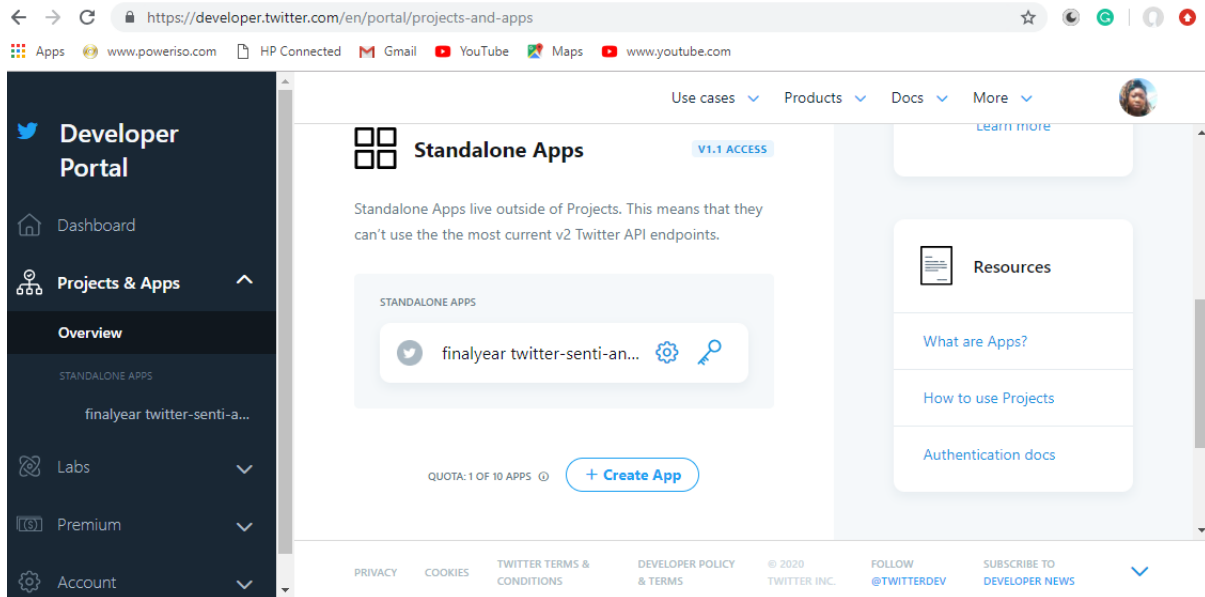 https://developer.twitter.com/en/portal/projects-and-apps
Apps www.poweriso.com HP Connected Gmail YouTube Maps www.youtube.com
Use cases Products Docs More
Developer
Portal
Dashboard
Projects & Apps
Overview
STANDALONE APPS
finalyear twitter-senti-a...
Labs
Premium
Account
Standalone Apps
V1.1 ACCESS
Standalone Apps live outside of Projects. This means that they
can't use the the most current v2 Twitter API endpoints.
STANDALONE APPS
finalyear twitter-senti-an...
QUOTA: 1 OF 10 APPS
+ Create App
Learn more
Resources
What are Apps?
How to use Projects
Authentication docs
PRIVACY
COOKIES
TWITTER TERMS &
CONDITIONS
DEVELOPER POLICY
& TERMS
© 2020
TWITTER INC.
FOLLOW
@TWITTERDEV
SUBSCRIBE TO
DEVELOPER NEWS